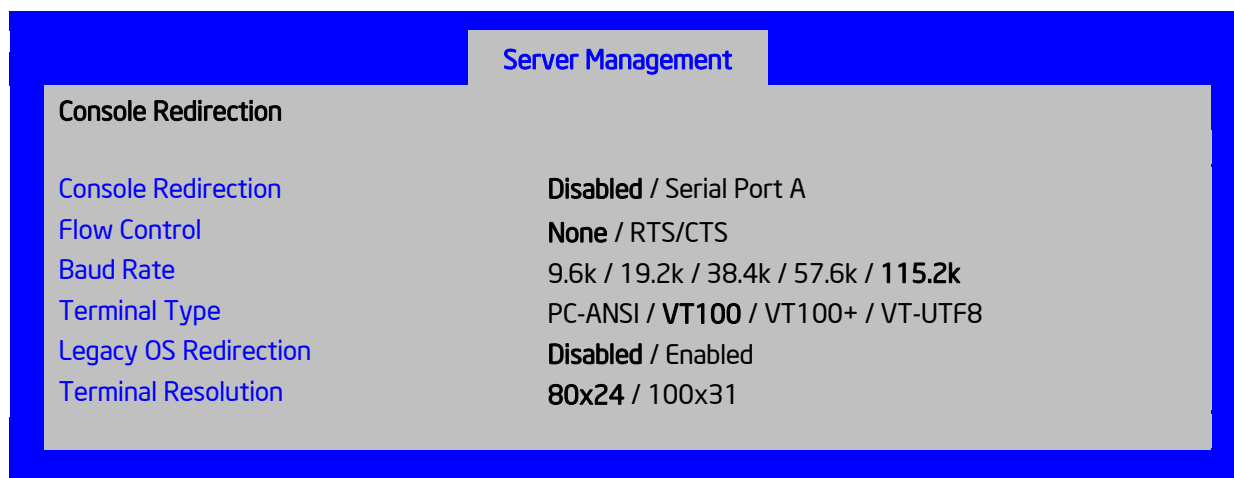 Server Management
Console Redirection
Console Redirection Disabled / Serial Port A
Flow Control None / RTS/CTS
Baud Rate 9.6k / 19.2k / 38.4k / 57.6k / 115.2k
Terminal Type PC-ANSI / VT100 / VT100+ / VT-UTF8
Legacy OS Redirection Disabled / Enabled
Terminal Resolution 80x24 / 100x31